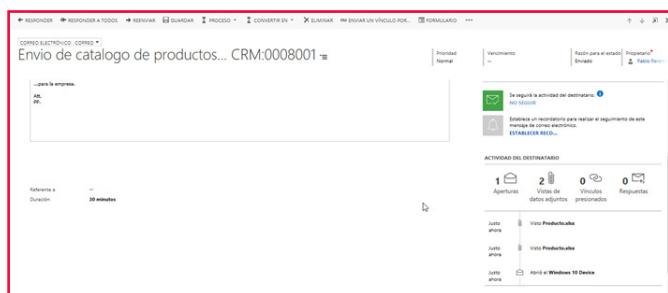 RESPONDER RESPONDER A TODOS REENVIAR GUARDAR PROCESO CONVERTIR EN ELIMINAR ENVIAR UN VÍNCULO POR... FORMULARIO ...
CORREO ELECTRÓNICO : CORREO
Envio de catalogo de productos... CRM:0008001
Prioridad
Normal
Vencimiento
--
Razón para el estado
Enviado
Propietario*
Pablo
...para la empresa.
Att.
PP.
Referente a --
Duración 30 minutos
Se seguirá la actividad del destinatario.
NO SEGUIR
Establezca un recordatorio para realizar el seguimiento de este
mensaje de correo electrónico.
ESTABLECER RECO...
ACTIVIDAD DEL DESTINATARIO
1 2 0 0
Aperturas Vistas de Vínculos Respuestas
datos adjuntos presionados
Justo Visto Producto.xlsx
ahora
Justo Visto Producto.xlsx
ahora
Justo Abrió el Windows 10 Device
ahora